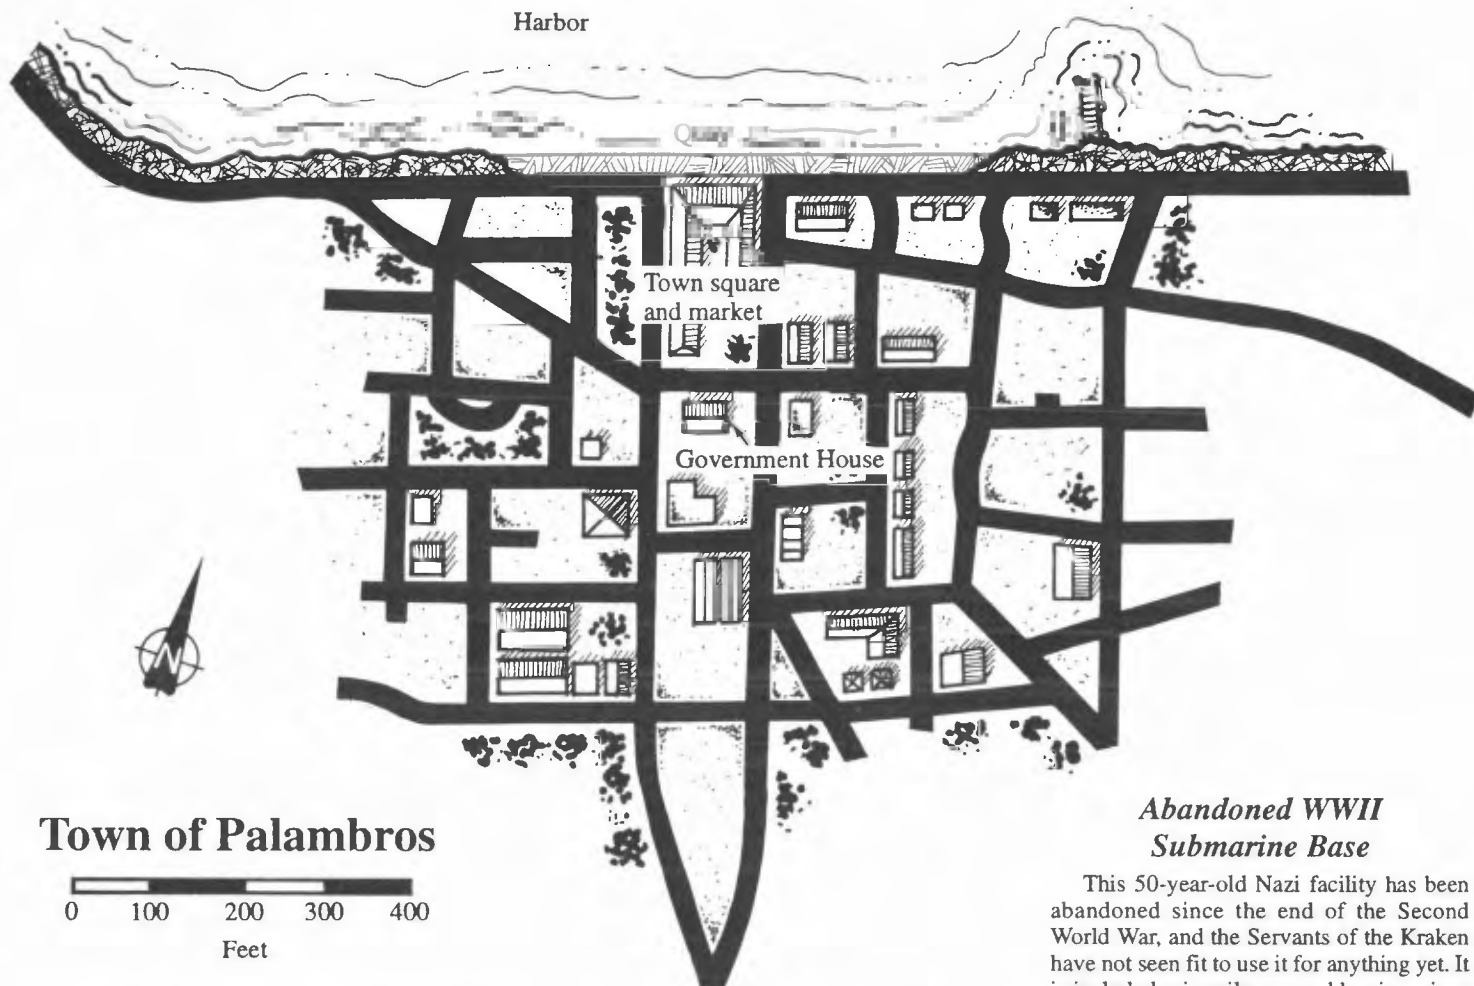 Harbor
Town square
and market
Government House
N
Town of Palambros
0 100 200 300 400
Feet
Abandoned WWII
Submarine Base
This 50-year-old Nazi facility has been
abandoned since the end of the Second
World War, and the Servants of the Kraken
have not seen fit to use it for anything yet. It